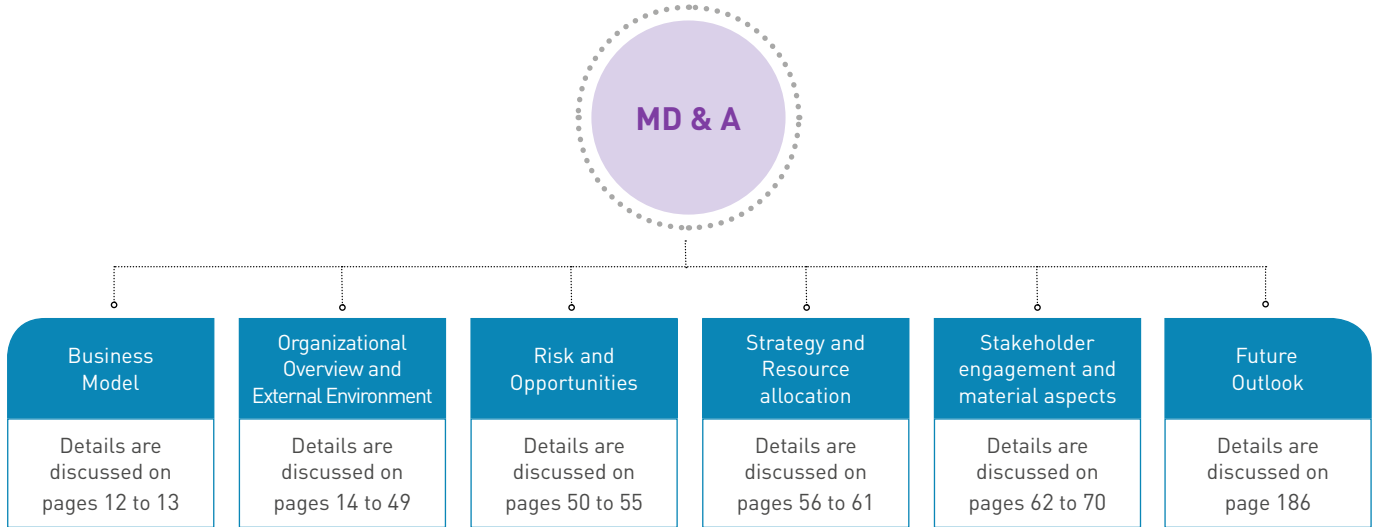 MD & A
Business
Model
Details are
discussed on
pages 12 to 13
Organizational
Overview and
External Environment
Details are
discussed on
pages 14 to 49
Risk and
Opportunities
Details are
discussed on
pages 50 to 55
Strategy and
Resource
allocation
Details are
discussed on
pages 56 to 61
Stakeholder
engagement and
material aspects
Details are
discussed on
pages 62 to 70
Future
Outlook
Details are
discussed on
page 186